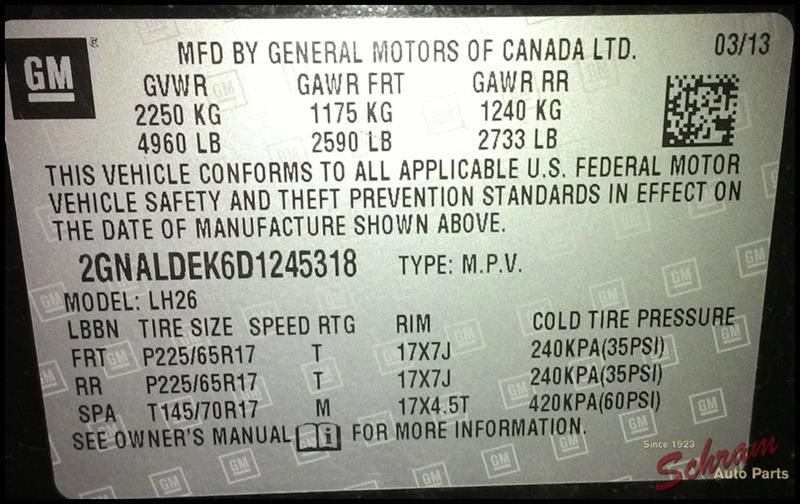 GM
MFD BY GENERAL MOTORS OF CANADA LTD. 03/13
GVWR GAWR FRT GAWR RR
2250 KG 1175 KG 1240 KG
4960 LB 2590 LB 2733 LB
THIS VEHICLE CONFORMS TO ALL APPLICABLE U.S. FEDERAL MOTOR
VEHICLE SAFETY AND THEFT PREVENTION STANDARDS IN EFFECT ON
THE DATE OF MANUFACTURE SHOWN ABOVE.
2GNALDEK6D1245318 TYPE: M.P.V.
MODEL: LH26
LBBN TIRE SIZE SPEED RTG RIM COLD TIRE PRESSURE
FRT P225/65R17 T 17X7J 240KPA(35PSI)
RR P225/65R17 T 17X7J 240KPA(35PSI)
SPA T145/70R17 M 17X4.5T 420KPA(60PSI)
SEE OWNER'S MANUAL FOR MORE INFORMATION.
Since 1923
Schram
Auto Parts